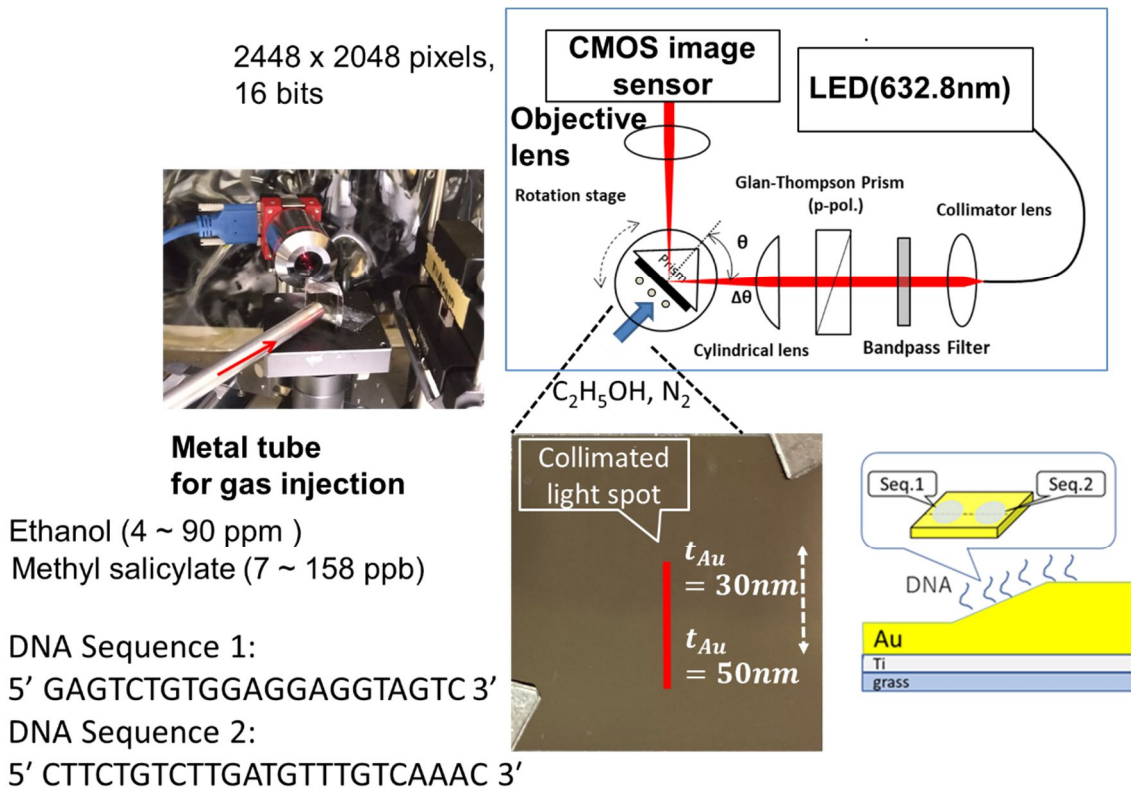 2448 x 2048 pixels,
16 bits
CMOS image
sensor
LED(632.8nm)
Objective
lens
Rotation stage
Glan-Thompson Prism
(p-pol.)
Collimator lens
Prism
θ
Δθ
Cylindrical lens
Bandpass Filter
C₂H₅OH, N₂
Metal tube
for gas injection
Ethanol (4 ~ 90 ppm )
Methyl salicylate (7 ~ 158 ppb)
Collimated
light spot
t_Au
= 30nm
t_Au
= 50nm
Seq.1
Seq.2
DNA
Au
Ti
grass
DNA Sequence 1:
5′ GAGTCTGTGGAGGAGGTAGTC 3′
DNA Sequence 2:
5′ CTTCTGTCTTGATGTTTGTCAAAC 3′